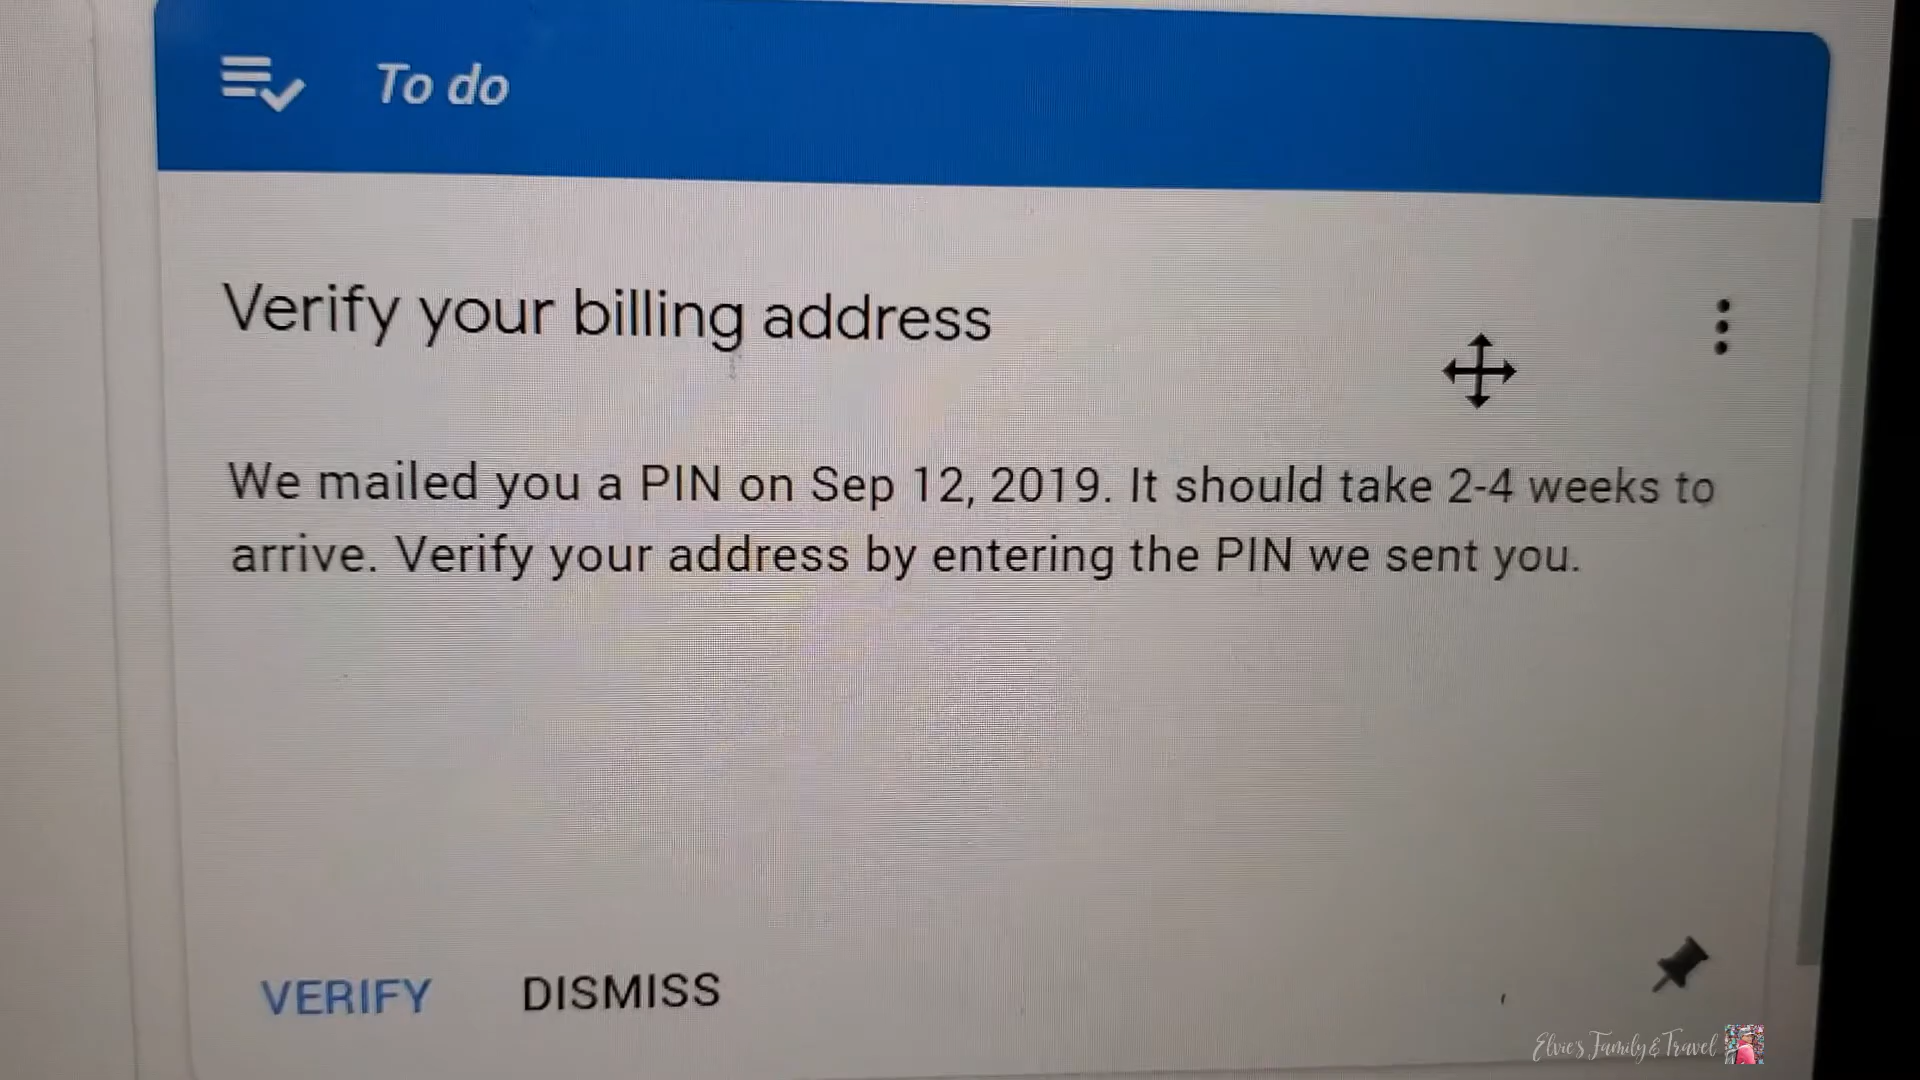 To do
Verify your billing address
We mailed you a PIN on Sep 12, 2019. It should take 2-4 weeks to
arrive. Verify your address by entering the PIN we sent you.
VERIFY DISMISS
Elvie's Family & Travel